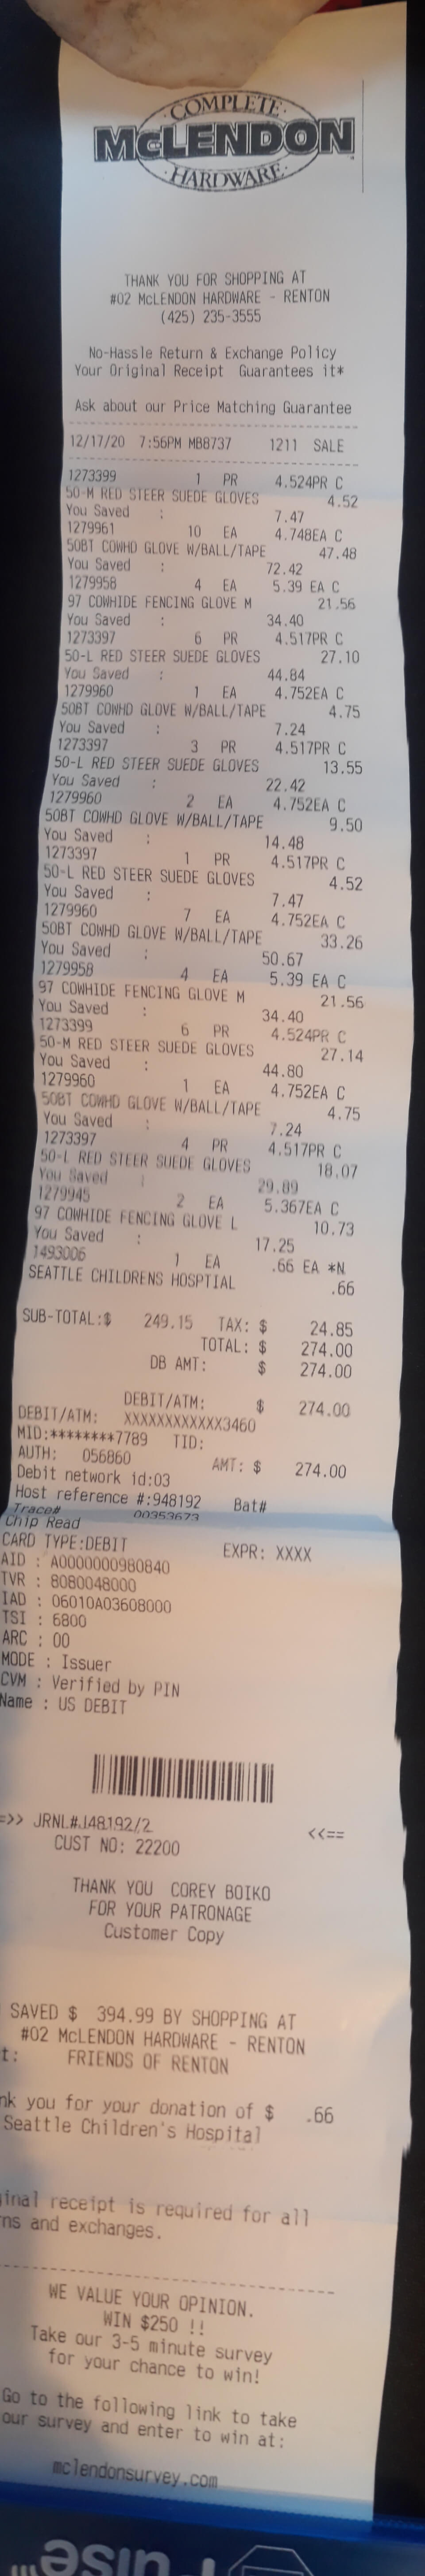 COMPLETE
McLENDON
HARDWARE
THANK YOU FOR SHOPPING AT
#02 McLENDON HARDWARE - RENTON
(425) 235-3555
No-Hassle Return & Exchange Policy
Your Original Receipt Guarantees it*
Ask about our Price Matching Guarantee
12/17/20 7:56PM MB8737 1211 SALE
1273399 1 PR 4.524PR C
50-M RED STEER SUEDE GLOVES 4.52
You Saved : 7.47
1279961 10 EA 4.748EA C
50BT COWHD GLOVE W/BALL/TAPE 47.48
You Saved : 72.42
1279958 4 EA 5.39 EA C
97 COWHIDE FENCING GLOVE M 21.56
You Saved : 34.40
1273397 6 PR 4.517PR C
50-L RED STEER SUEDE GLOVES 27.10
You Saved : 44.84
1279960 1 EA 4.752EA C
50BT COWHD GLOVE W/BALL/TAPE 4.75
You Saved : 7.24
1273397 3 PR 4.517PR C
50-L RED STEER SUEDE GLOVES 13.55
You Saved : 22.42
1279960 2 EA 4.752EA C
50BT COWHD GLOVE W/BALL/TAPE 9.50
You Saved : 14.48
1273397 1 PR 4.517PR C
50-L RED STEER SUEDE GLOVES 4.52
You Saved : 7.47
1279960 7 EA 4.752EA C
50BT COWHD GLOVE W/BALL/TAPE 33.26
You Saved : 50.67
1279958 4 EA 5.39 EA C
97 COWHIDE FENCING GLOVE M 21.56
You Saved : 34.40
1273399 6 PR 4.524PR C
50-M RED STEER SUEDE GLOVES 27.14
You Saved : 44.80
1279960 1 EA 4.752EA C
50BT COWHD GLOVE W/BALL/TAPE 4.75
You Saved : 7.24
1273397 4 PR 4.517PR C
50-L RED STEER SUEDE GLOVES 18.07
You Saved : 29.89
1279945 2 EA 5.367EA C
97 COWHIDE FENCING GLOVE L 10.73
You Saved : 17.25
1493006 1 EA .66 EA *N
SEATTLE CHILDRENS HOSPTIAL .66
SUB-TOTAL:$ 249.15 TAX: $ 24.85
TOTAL: $ 274.00
DB AMT: $ 274.00
DEBIT/ATM: $ 274.00
DEBIT/ATM: XXXXXXXXXXXX3460
MID:********7789 TID:
AUTH: 056860 AMT: $ 274.00
Debit network id:03
Host reference #:948192 Bat#
Trace# 00353673
Chip Read
CARD TYPE:DEBIT EXPR: XXXX
AID : A0000000980840
TVR : 8080048000
IAD : 06010A03608000
TSI : 6800
ARC : 00
MODE : Issuer
CVM : Verified by PIN
Name : US DEBIT
=>> JRNL#J48192/2 <<==
CUST NO: 22200
THANK YOU COREY BOIKO
FOR YOUR PATRONAGE
Customer Copy
SAVED $ 394.99 BY SHOPPING AT
#02 McLENDON HARDWARE - RENTON
t: FRIENDS OF RENTON
nk you for your donation of $ .66
Seattle Children's Hospital
inal receipt is required for all
ns and exchanges.
WE VALUE YOUR OPINION.
WIN $250 !!
Take our 3-5 minute survey
for your chance to win!
Go to the following link to take
our survey and enter to win at:
mclendonsurvey.com